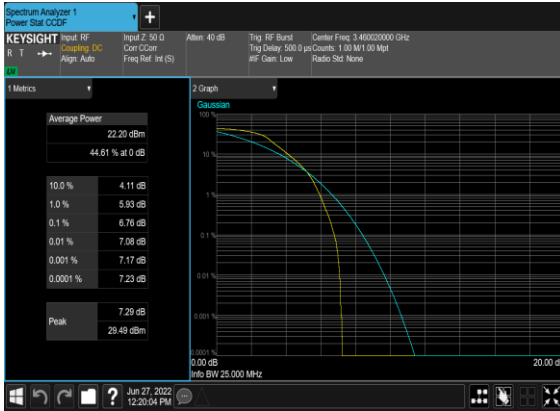 Spectrum Analyzer 1
Power Stat CCDF
KEYSIGHT
R T
Input: RF
Coupling: DC
Align: Auto
Input Z: 50 Ω
Corr CCorr
Freq Ref: Int (S)
Atten: 40 dB
Trig: RF Burst
Trig Delay: 500.0 µs
#IF Gain: Low
Center Freq: 3.460020000 GHz
Counts: 1.00 M/1.00 Mpt
Radio Std: None
1 Metrics
Average Power
22.20 dBm
44.61 % at 0 dB
10.0 % 4.11 dB
1.0 % 5.93 dB
0.1 % 6.76 dB
0.01 % 7.08 dB
0.001 % 7.17 dB
0.0001 % 7.23 dB
Peak
7.29 dB
29.49 dBm
2 Graph
Gaussian
100 %
10 %
1 %
0.1 %
0.01 %
0.001 %
0.0001 %
0.00 dB
20.00 d
Info BW 25.000 MHz
?
Jun 27, 2022
12:20:04 PM